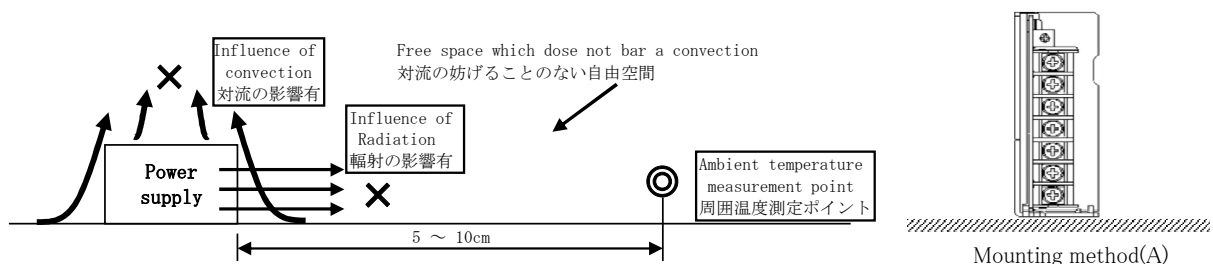 Influence of
convection
対流の影響有
Free space which dose not bar a convection
対流の妨げることのない自由空間
Influence of
Radiation
輻射の影響有
Power
supply
Ambient temperature
measurement point
周囲温度測定ポイント
5 ～ 10cm
Mounting method(A)